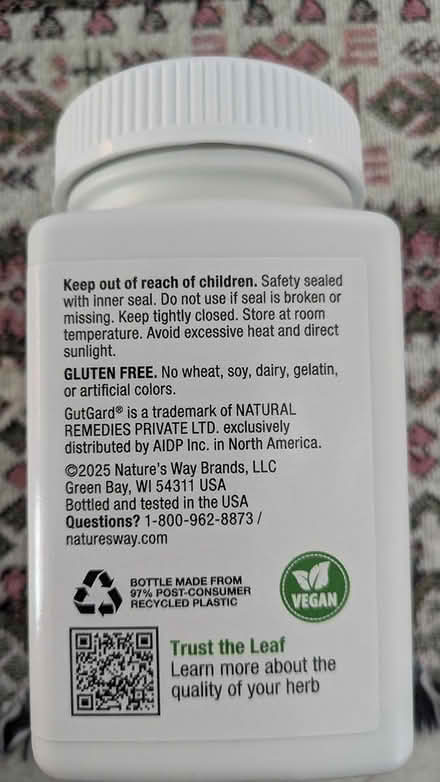 Keep out of reach of children. Safety sealed
with inner seal. Do not use if seal is broken or
missing. Keep tightly closed. Store at room
temperature. Avoid excessive heat and direct
sunlight.
GLUTEN FREE. No wheat, soy, dairy, gelatin,
or artificial colors.
GutGard® is a trademark of NATURAL
REMEDIES PRIVATE LTD. exclusively
distributed by AIDP Inc. in North America.
©2025 Nature's Way Brands, LLC
Green Bay, WI 54311 USA
Bottled and tested in the USA
Questions? 1-800-962-8873 /
naturesway.com
BOTTLE MADE FROM
97% POST-CONSUMER
RECYCLED PLASTIC
VEGAN
Trust the Leaf
Learn more about the
quality of your herb